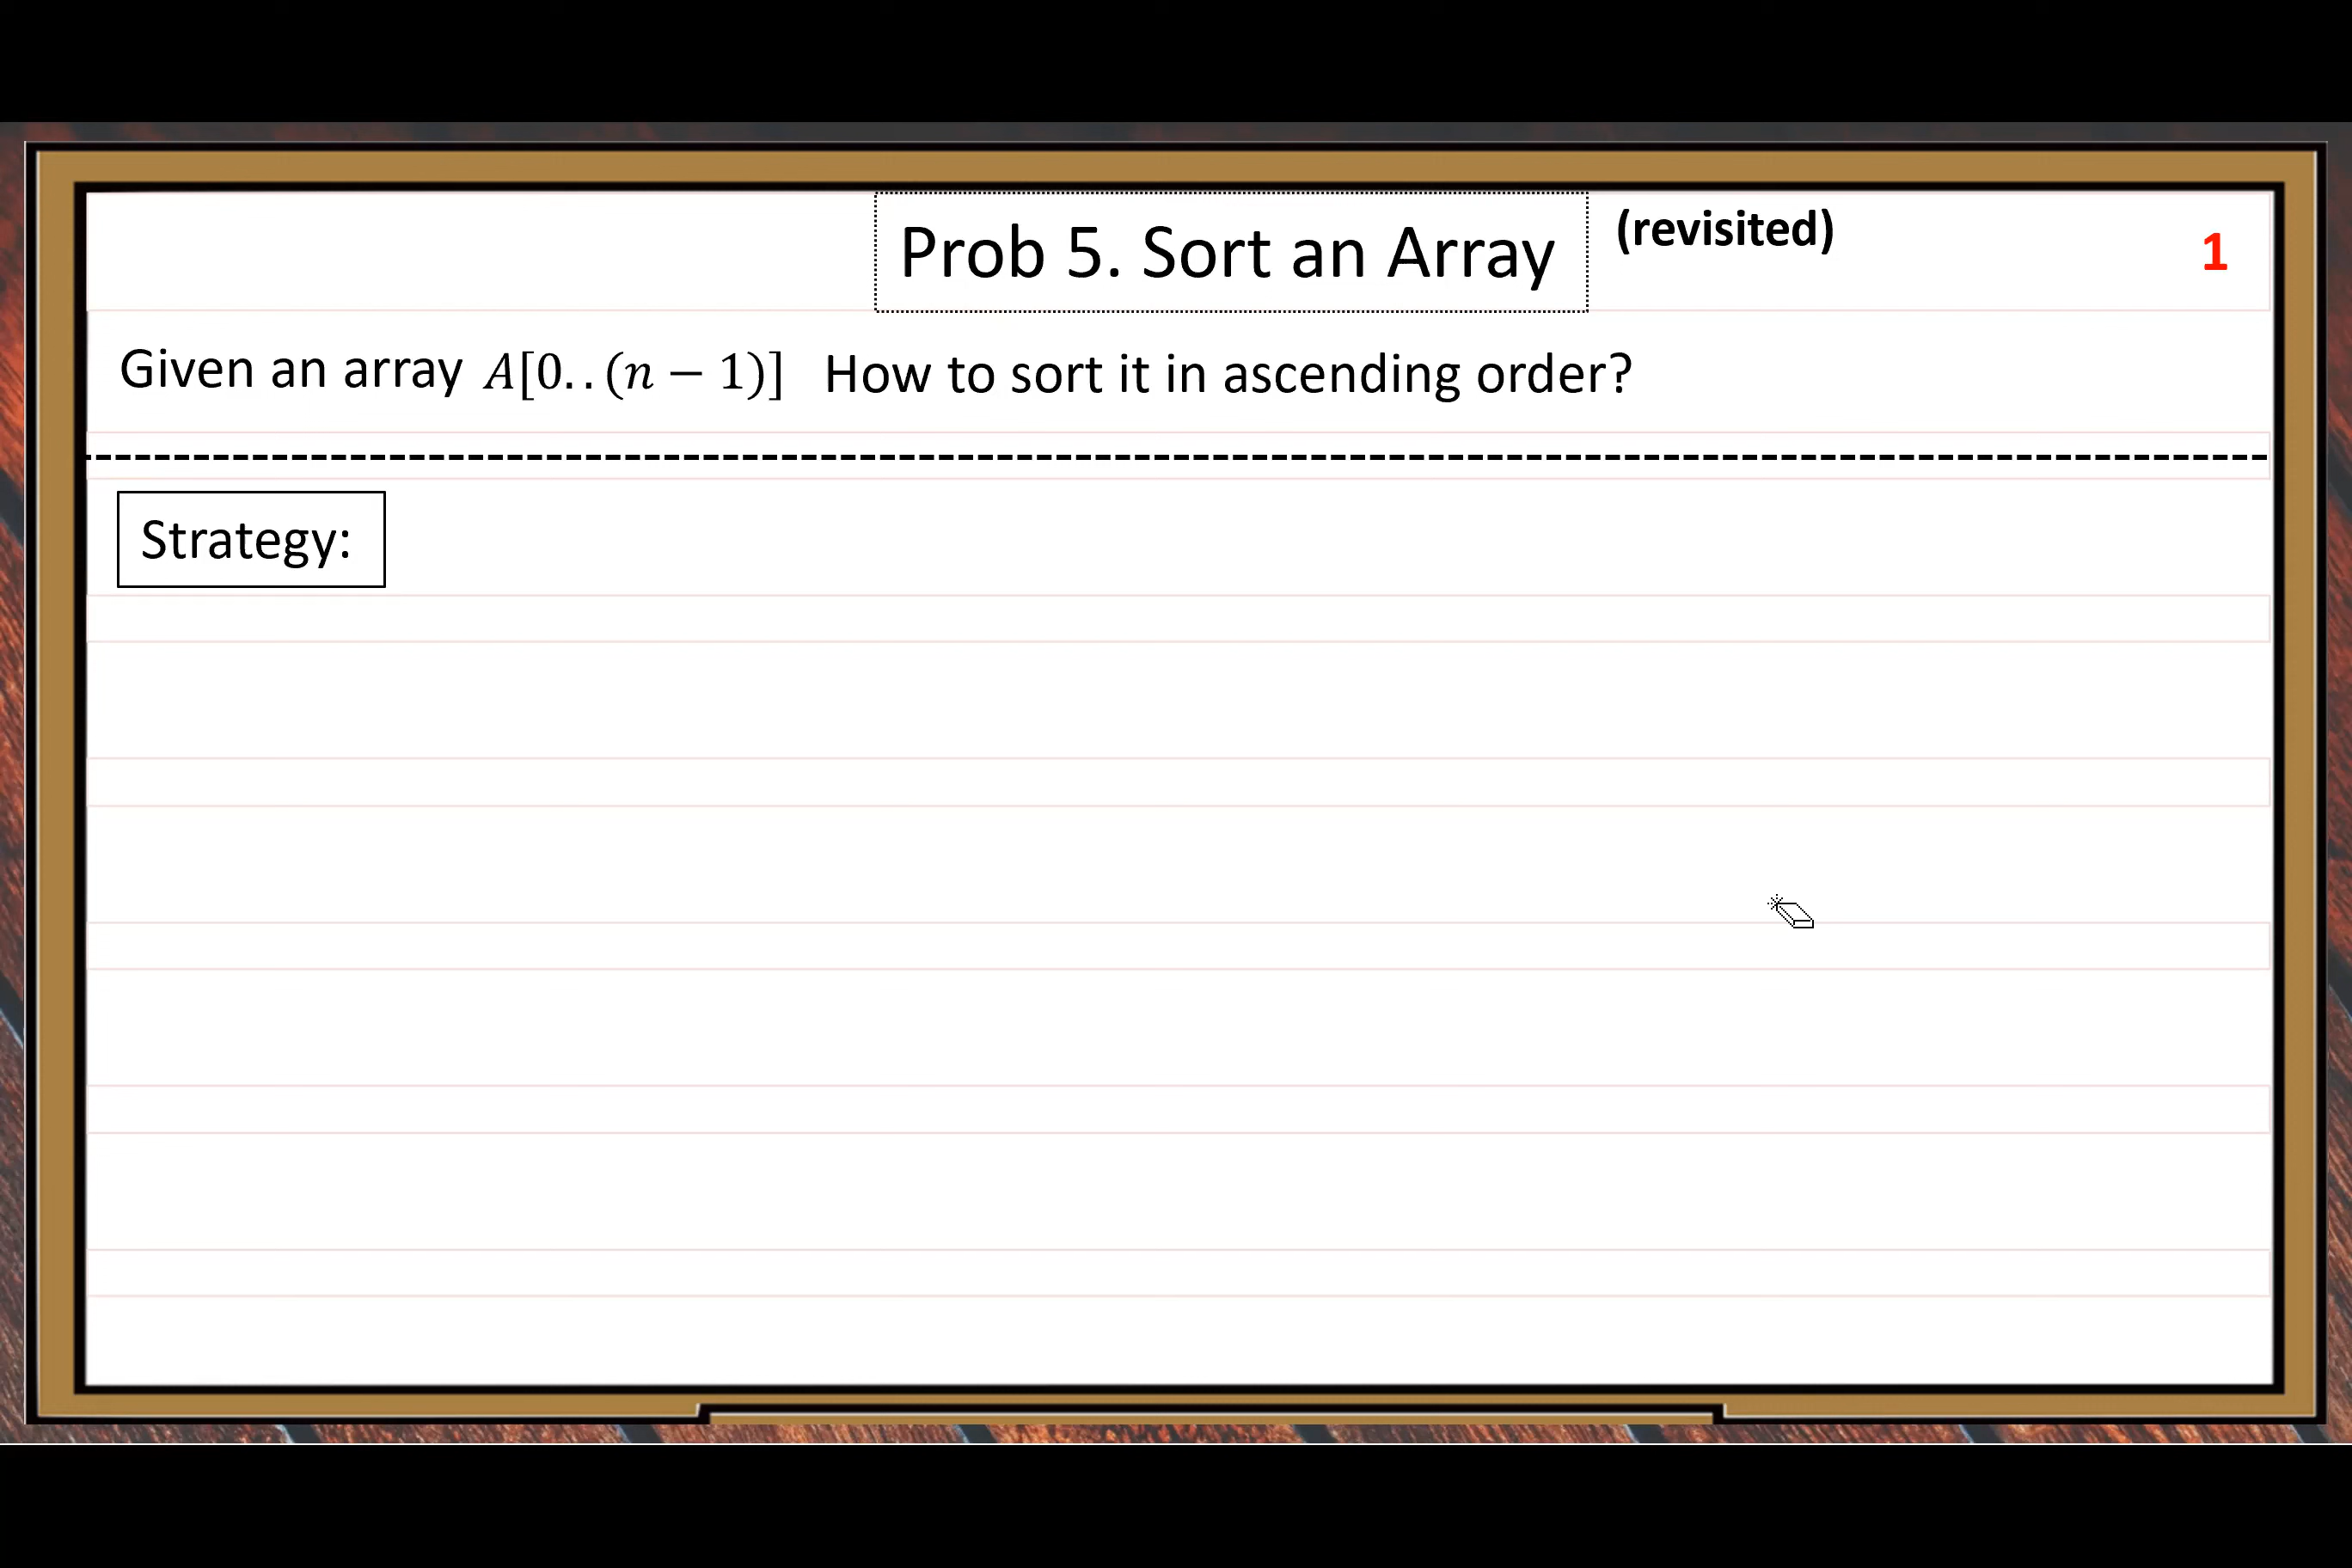 Prob 5. Sort an Array (revisited)
1
Given an array A[0. . (n − 1)] How to sort it in ascending order?
Strategy: